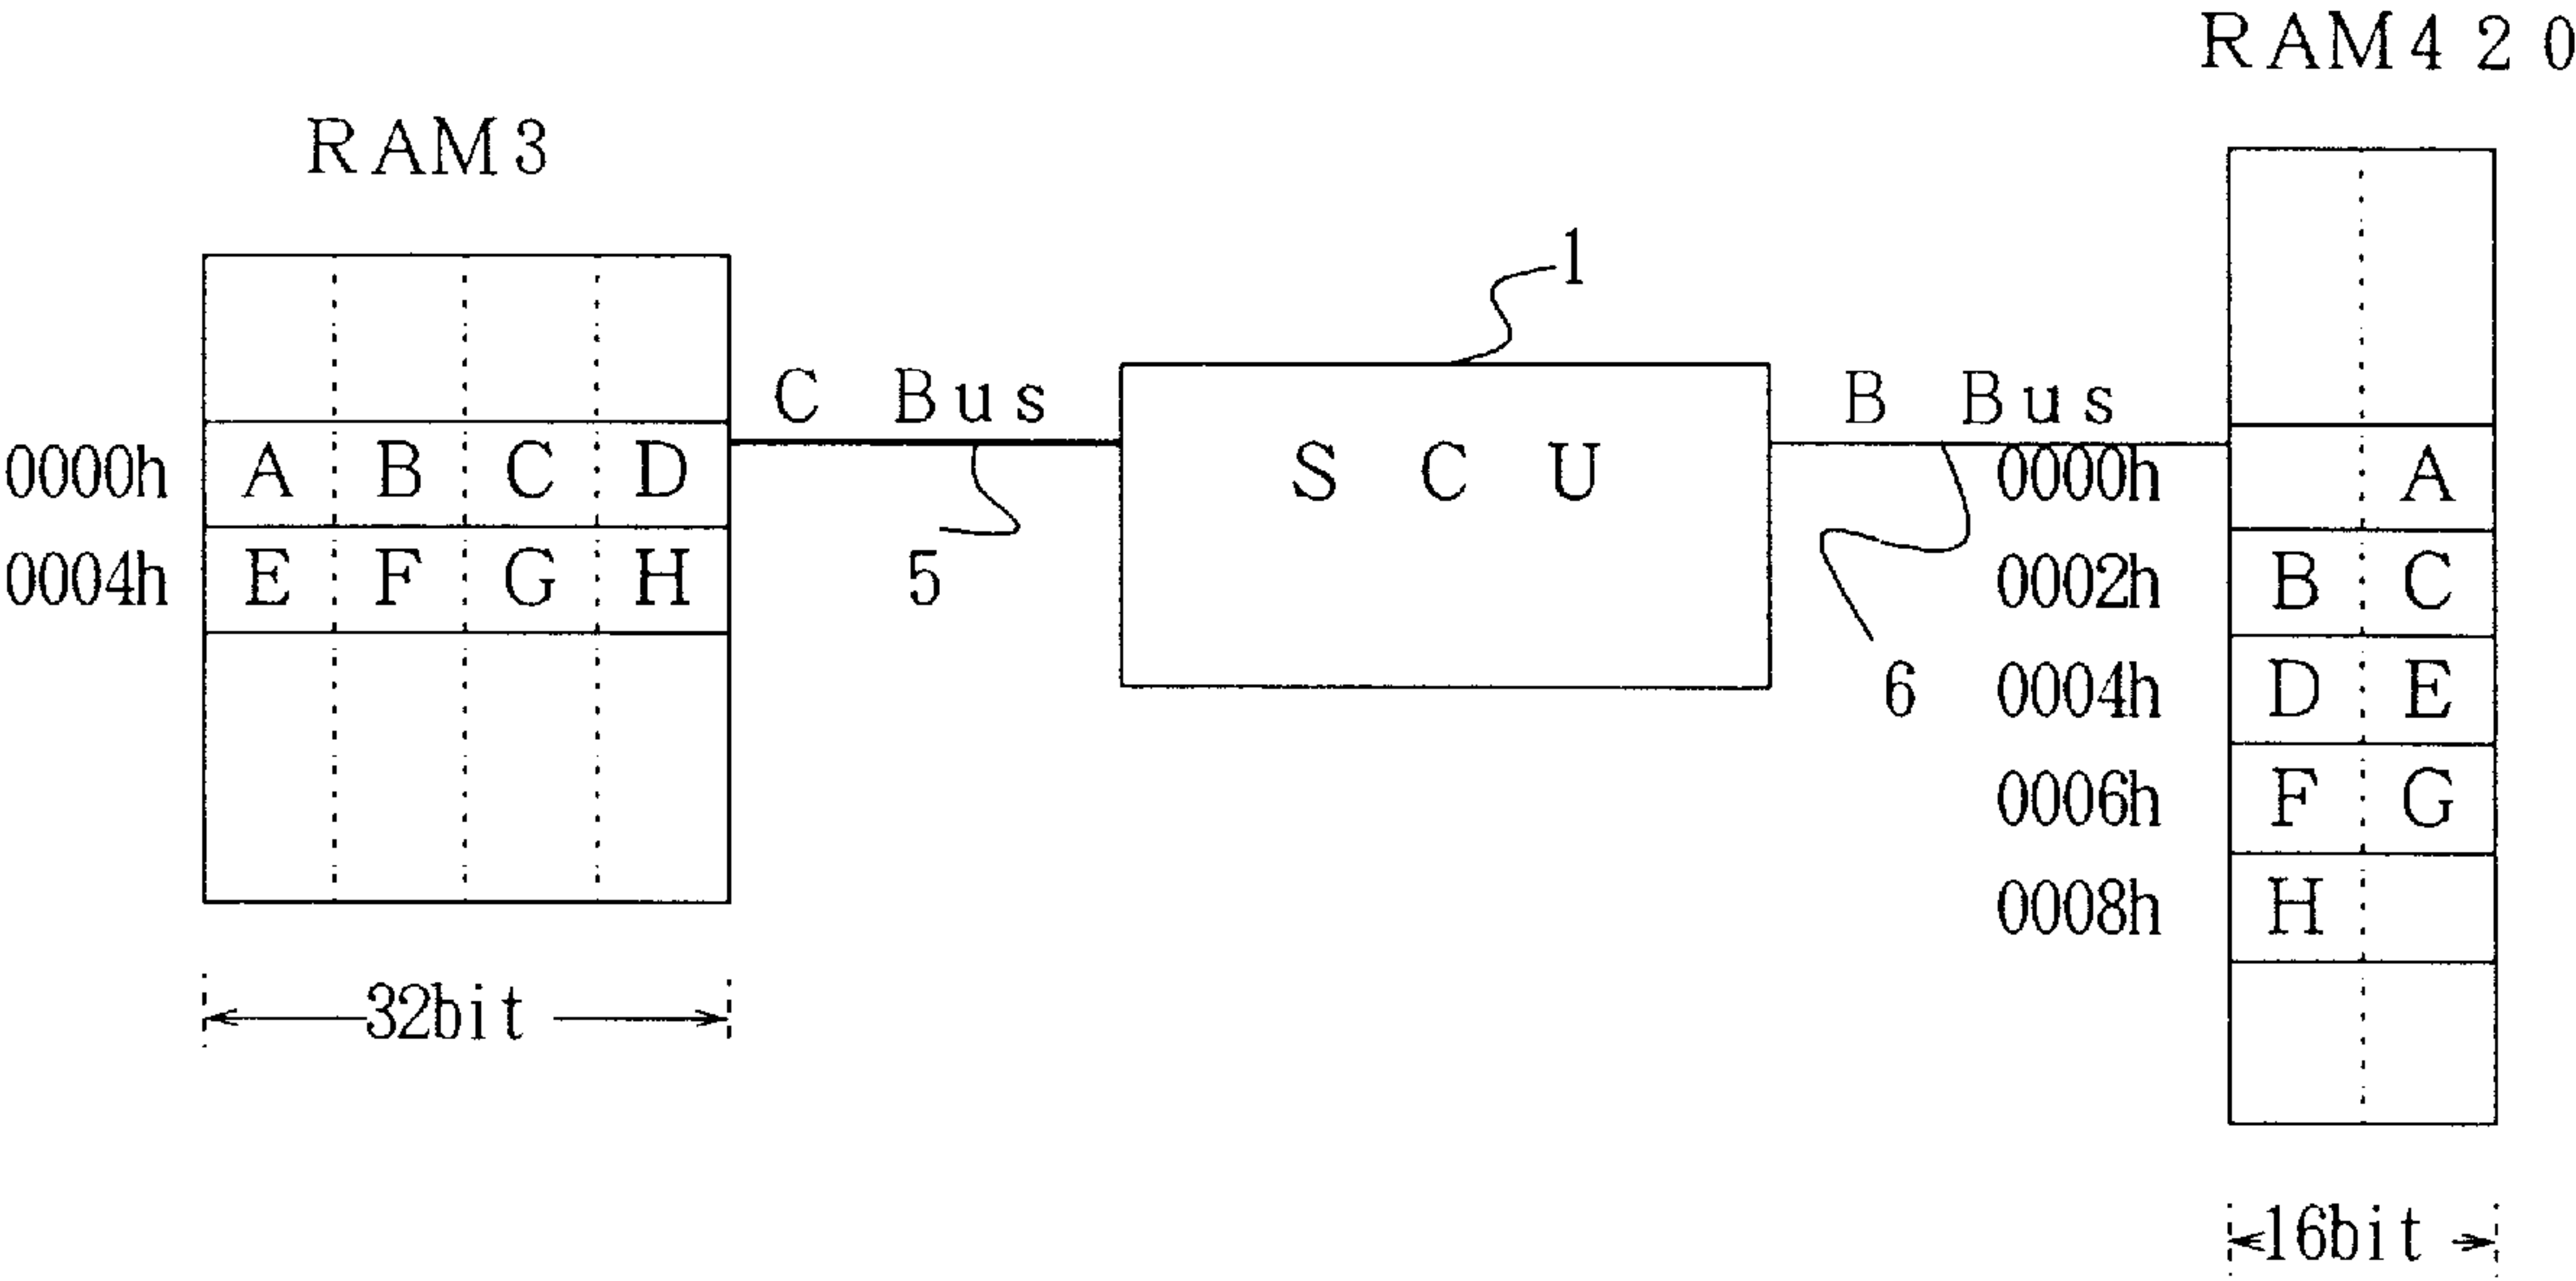 RAM420
RAM3
1
C Bus
B Bus
SCU
0000h A B C D
0000h A
5
0004h E F G H
0002h B C
6
0004h D E
0006h F G
0008h H
32bit
16bit